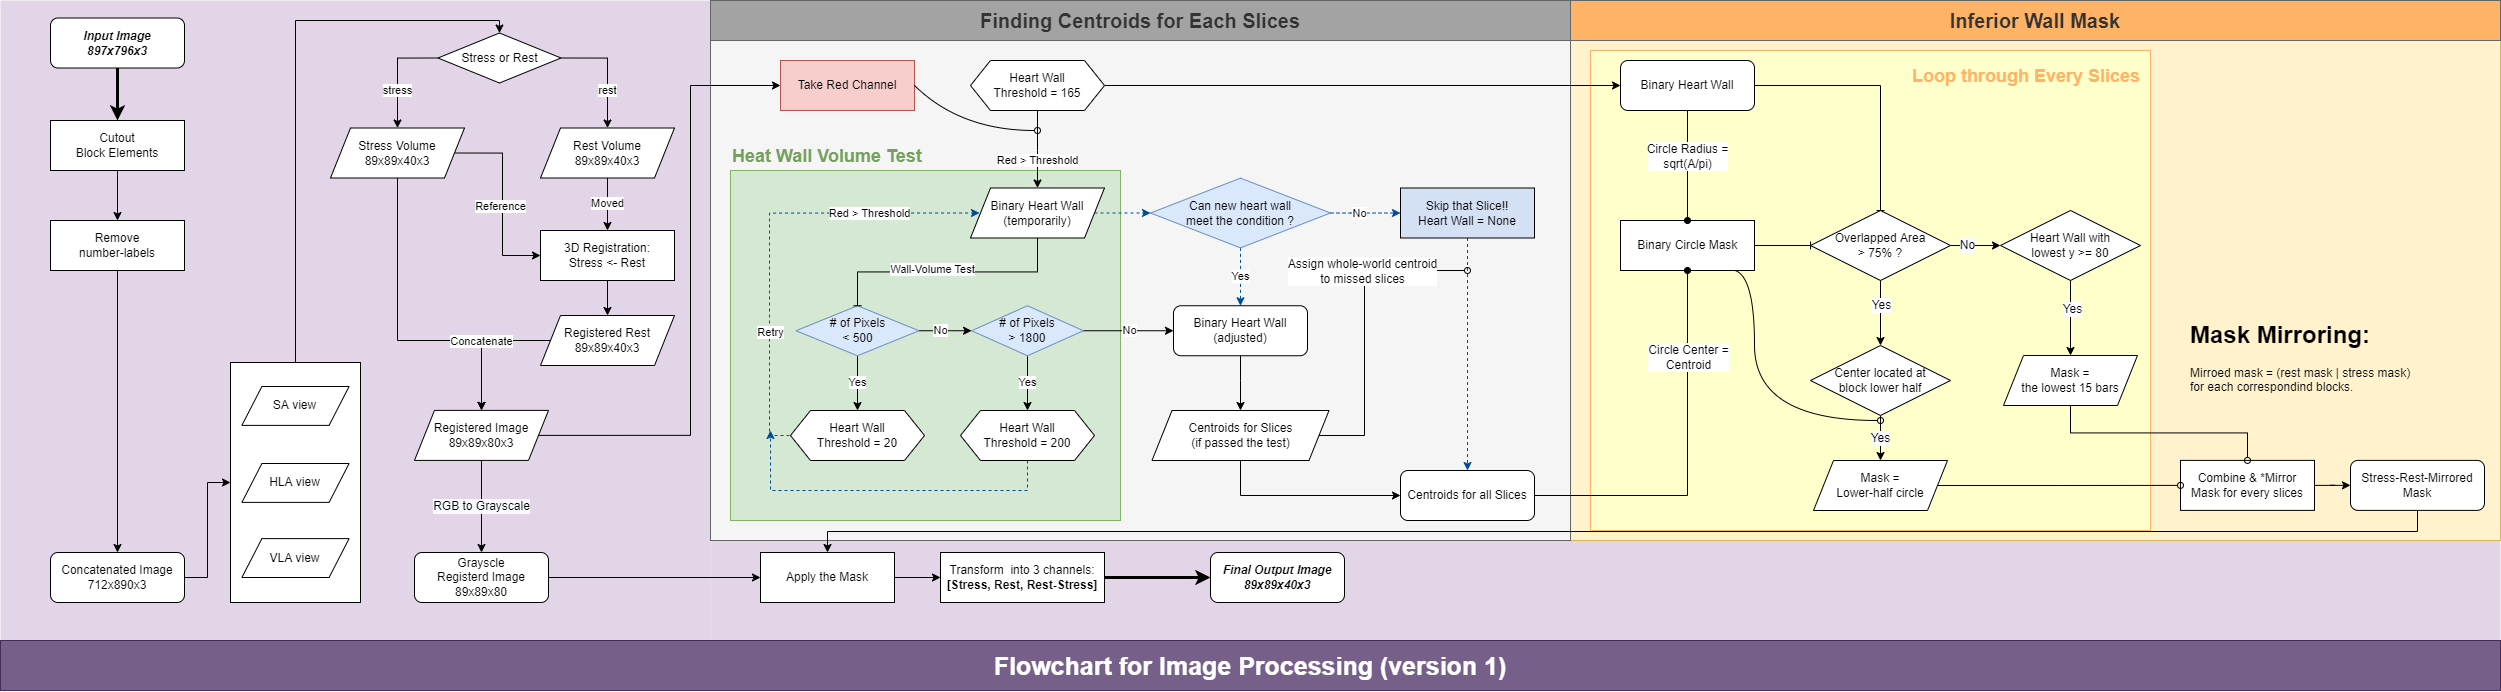 Input Image
897x796x3
Cutout
Block Elements
Remove
number-labels
Concatenated Image
712x890x3
SA view
HLA view
VLA view
Stress or Rest
stress
rest
Stress Volume
89x89x40x3
Rest Volume
89x89x40x3
Reference
Moved
3D Registration:
Stress <- Rest
Registered Rest
89x89x40x3
Concatenate
Registered Image
89x89x80x3
RGB to Grayscale
Grayscle
Registerd Image
89x89x80
Finding Centroids for Each Slices
Take Red Channel
Heart Wall
Threshold = 165
Red > Threshold
Heat Wall Volume Test
Red > Threshold
Binary Heart Wall
(temporarily)
Wall-Volume Test
Retry
# of Pixels
< 500
No
# of Pixels
> 1800
No
Yes
Yes
Heart Wall
Threshold = 20
Heart Wall
Threshold = 200
Can new heart wall
meet the condition ?
No
Skip that Slice!!
Heart Wall = None
Yes
Assign whole-world centroid
to missed slices
Binary Heart Wall
(adjusted)
Centroids for Slices
(if passed the test)
Centroids for all Slices
Apply the Mask
Transform into 3 channels:
[Stress, Rest, Rest-Stress]
Final Output Image
89x89x40x3
Inferior Wall Mask
Loop through Every Slices
Binary Heart Wall
Circle Radius =
sqrt(A/pi)
Binary Circle Mask
Circle Center =
Centroid
Overlapped Area
> 75% ?
No
Heart Wall with
lowest y >= 80
Yes
Yes
Center located at
block lower half
Mask =
the lowest 15 bars
Yes
Mask =
Lower-half circle
Mask Mirroring:
Mirroed mask = (rest mask | stress mask)
for each correspondind blocks.
Combine & *Mirror
Mask for every slices
Stress-Rest-Mirrored
Mask
Flowchart for Image Processing (version 1)